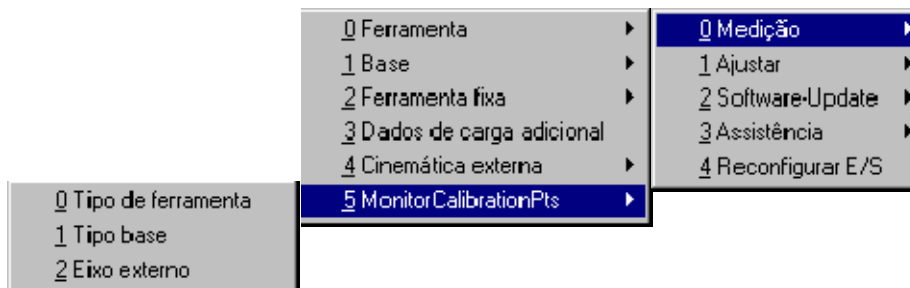 0 Ferramenta
1 Base
2 Ferramenta fixa
3 Dados de carga adicional
4 Cinemática externa
5 MonitorCalibrationPts
0 Medição
1 Ajustar
2 Software-Update
3 Assistência
4 Reconfigurar E/S
0 Tipo de ferramenta
1 Tipo base
2 Eixo externo